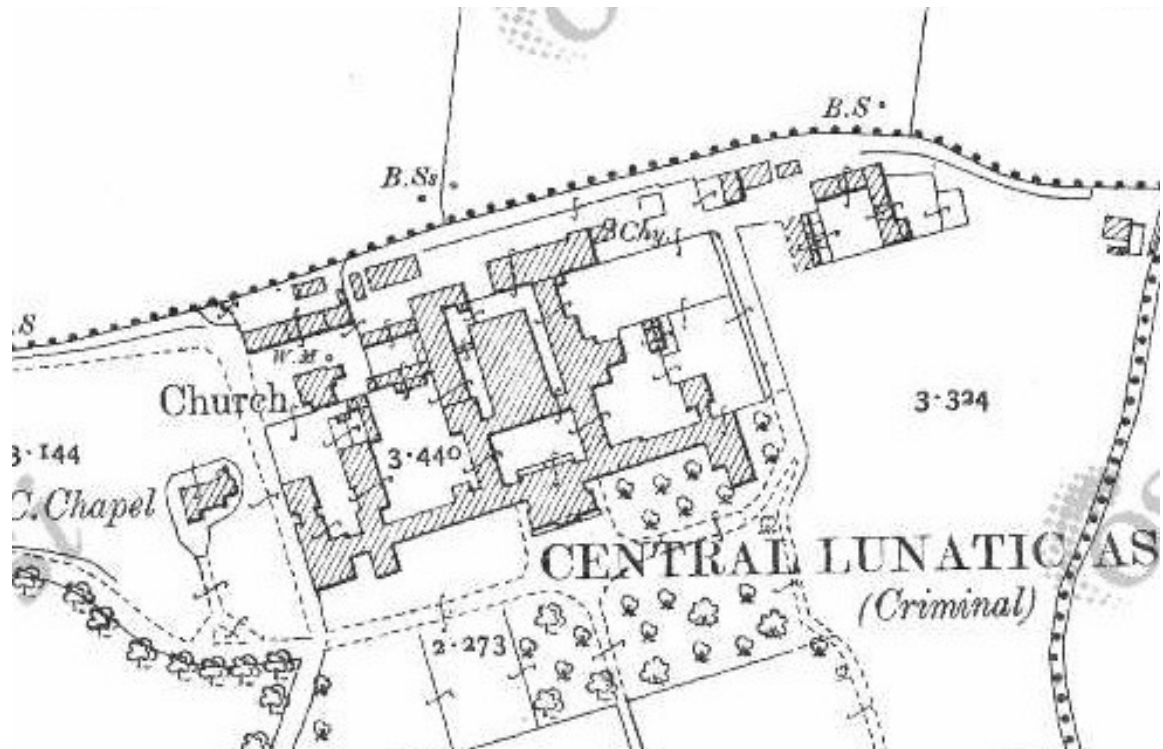 B.S
B.Ss
B Chy.
.S
W.M
Church
3·324
3·144
3·440
C. Chapel
CENTRAL LUNATIC AS
(Criminal)
2·273